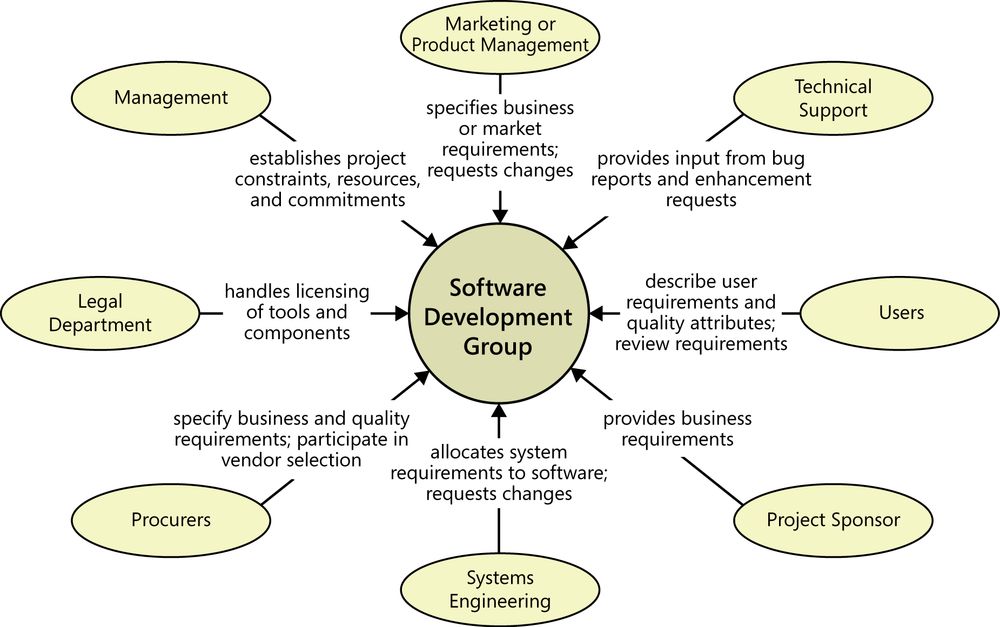 Marketing or
Product Management
Management
Technical
Support
specifies business
or market
requirements;
requests changes
establishes project
constraints, resources,
and commitments
provides input from bug
reports and enhancement
requests
Legal
Department
handles licensing
of tools and
components
Software
Development
Group
describe user
requirements and
quality attributes;
review requirements
Users
specify business and quality
requirements; participate in
vendor selection
allocates system
requirements to software;
requests changes
provides business
requirements
Procurers
Project Sponsor
Systems
Engineering